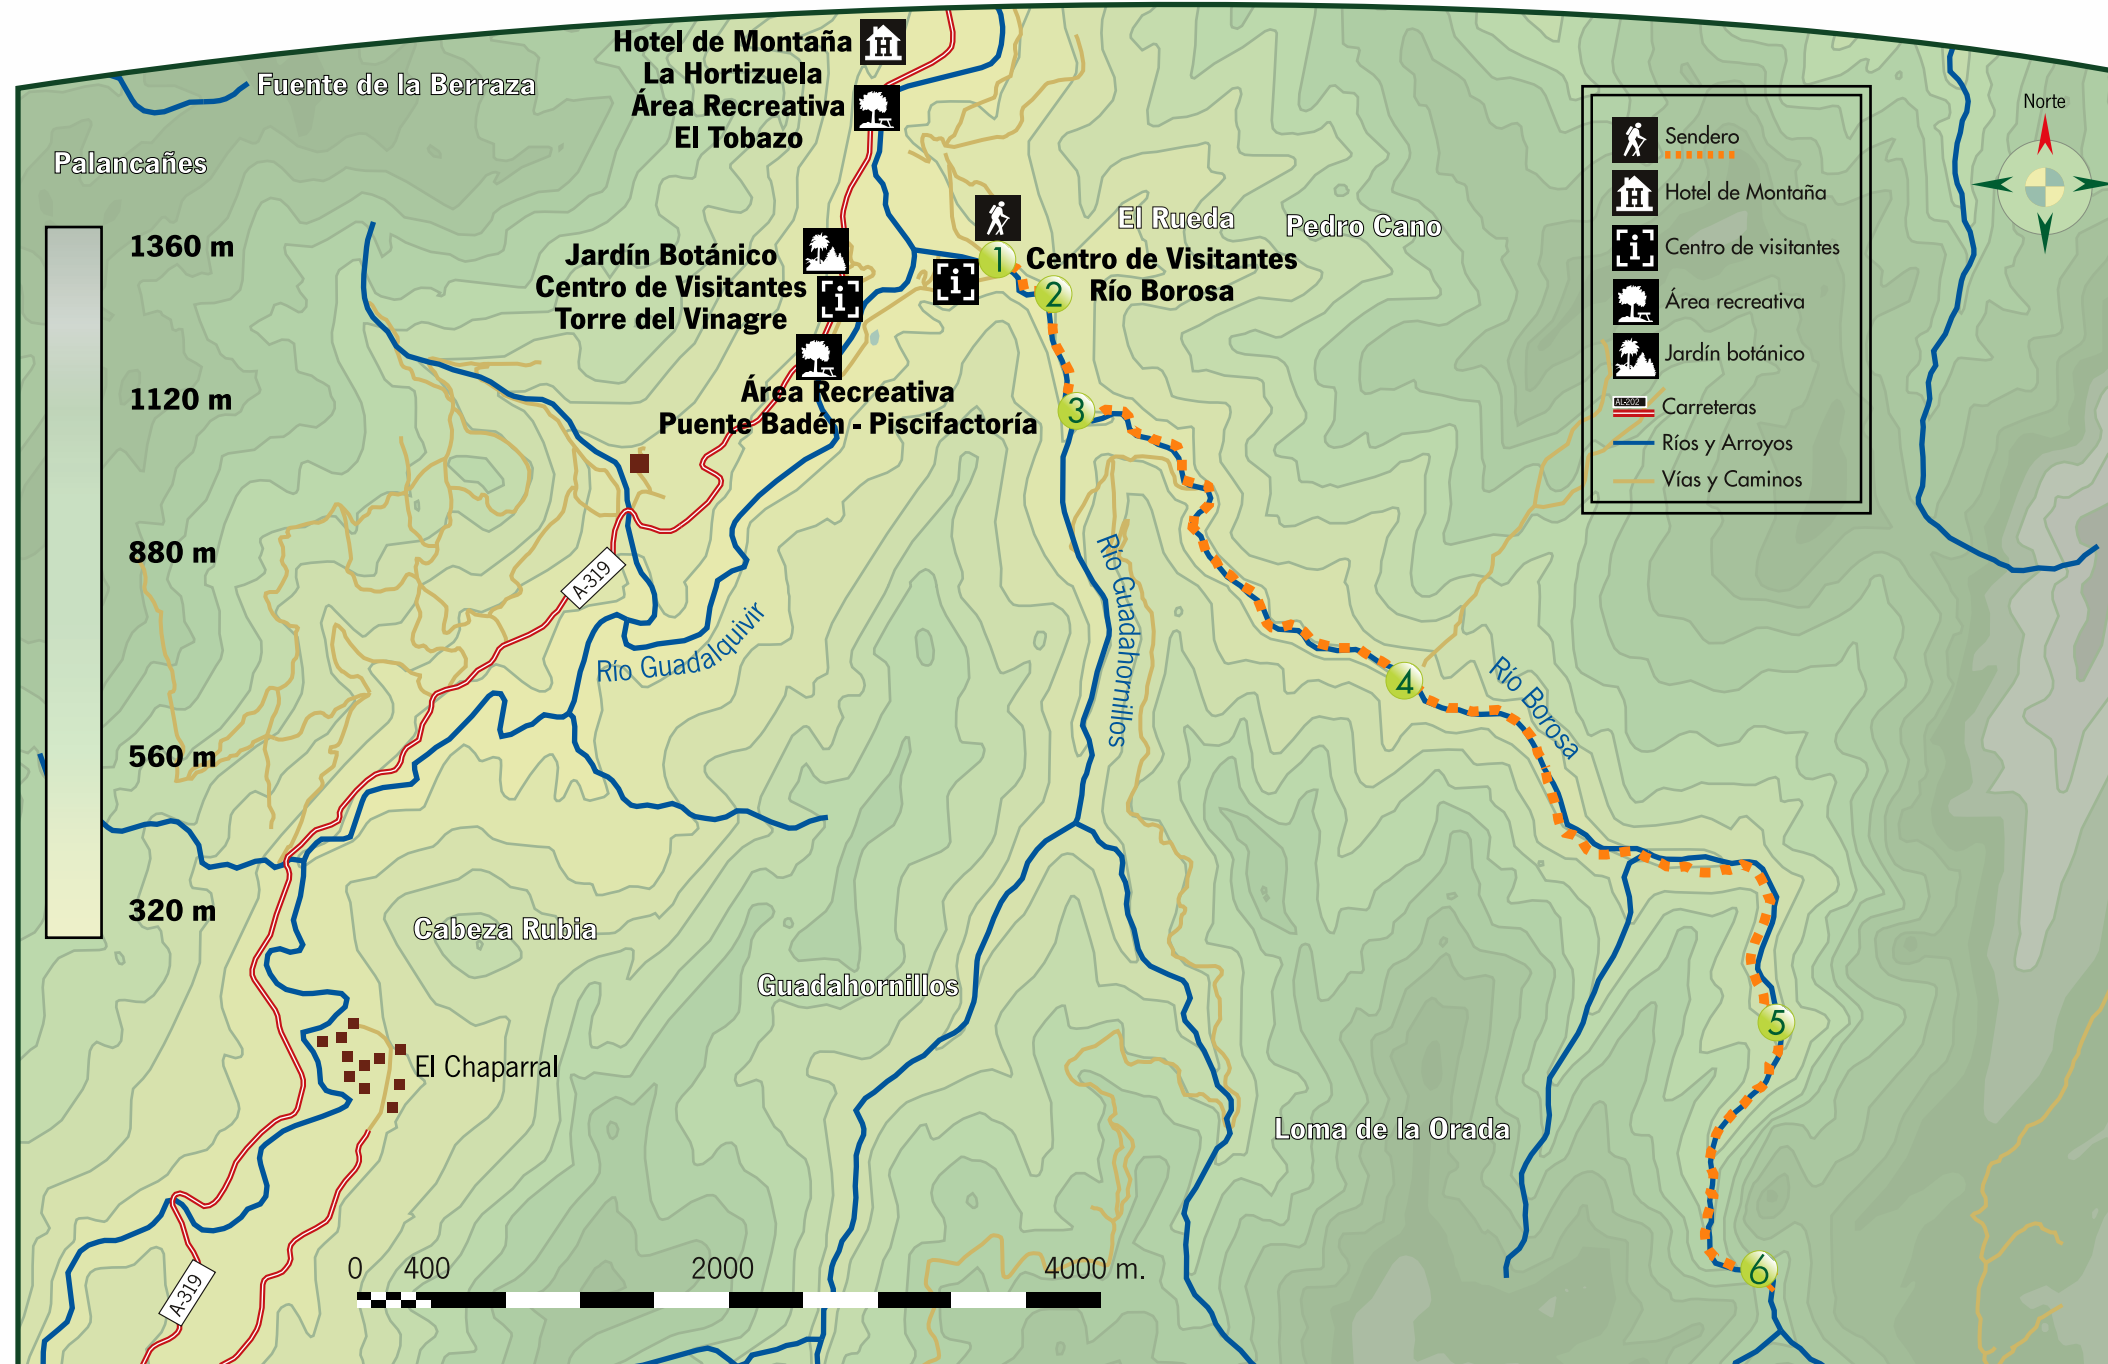 Hotel de Montaña
La Hortizuela
Área Recreativa
El Tobazo
Fuente de la Berraza
Palancañes
Norte
Sendero
Hotel de Montaña
Centro de visitantes
Área recreativa
Jardín botánico
AL-202
Carreteras
Ríos y Arroyos
Vías y Caminos
1360 m
1120 m
880 m
560 m
320 m
El Rueda
Pedro Cano
Jardín Botánico
Centro de Visitantes
Torre del Vinagre
1
Centro de Visitantes
Río Borosa
2
Área Recreativa
Puente Badén - Piscifactoría
3
A-319
Río Guadalquivir
Río Guadahornillos
4
Río Borosa
Cabeza Rubia
Guadahornillos
5
El Chaparral
Loma de la Orada
6
A-319
0 400 2000 4000 m.